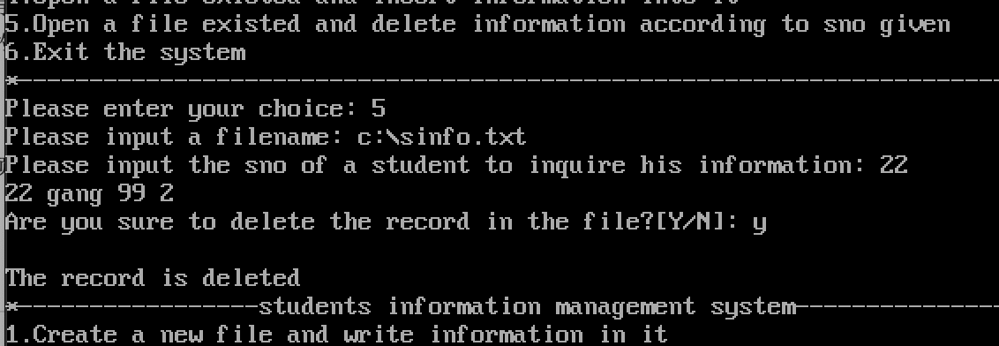 5.Open a file existed and delete information according to sno given
6.Exit the system
*------------------------------------------------------------
Please enter your choice: 5
Please input a filename: c:\sinfo.txt
Please input the sno of a student to inquire his information: 22
22 gang 99 2
Are you sure to delete the record in the file?[Y/N]: y
The record is deleted
*-----------------students information management system---------------
1.Create a new file and write information in it